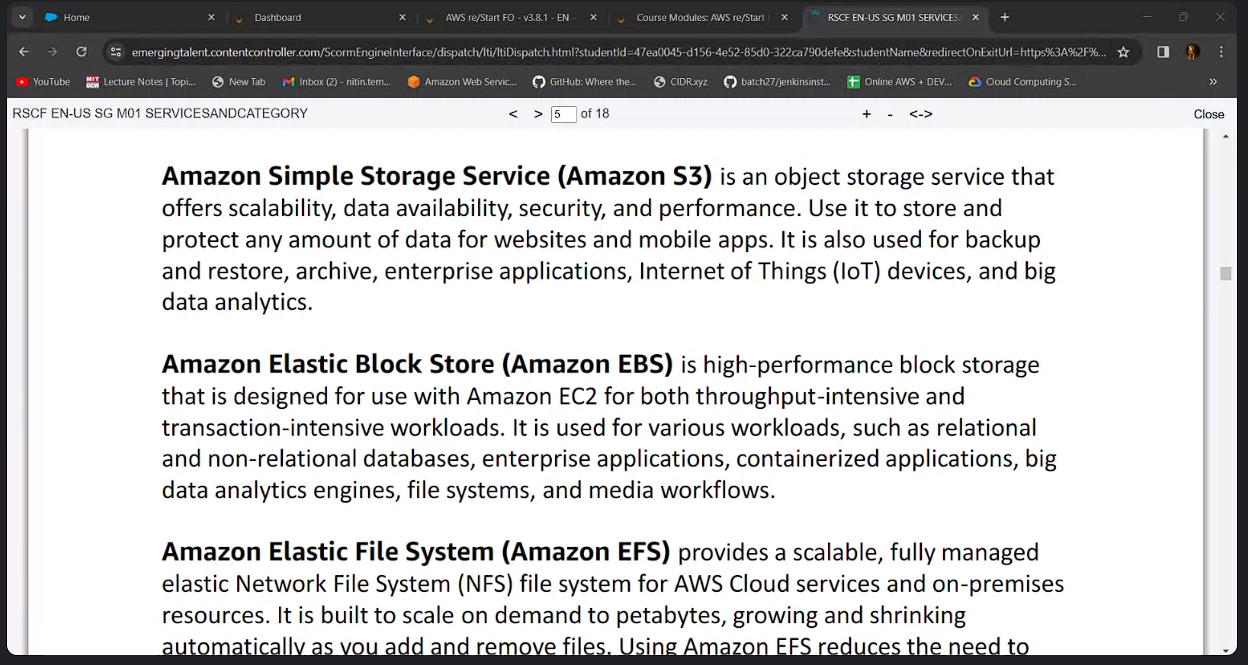 Home
Dashboard
AWS re/Start FO - v3.8.1 - EN -
Course Modules: AWS re/Start
RSCF EN-US SG M01 SERVICES
emergingtalent.contentcontroller.com/ScormEngineInterface/dispatch/lti/ltiDispatch.html?studentId=47ea0045-d156-4e52-85d0-322ca790defe&studentName&redirectOnExitUrl=https%3A%2F%...
YouTube
Lecture Notes | Topi...
New Tab
Inbox (2) - nitin.tem...
Amazon Web Servic...
GitHub: Where the...
CIDR.xyz
batch27/jenkinsinst...
Online AWS + DEV...
Cloud Computing S...
RSCF EN-US SG M01 SERVICESANDCATEGORY
< > 5 of 18
+ - <->
Close
Amazon Simple Storage Service (Amazon S3) is an object storage service that
offers scalability, data availability, security, and performance. Use it to store and
protect any amount of data for websites and mobile apps. It is also used for backup
and restore, archive, enterprise applications, Internet of Things (IoT) devices, and big
data analytics.
Amazon Elastic Block Store (Amazon EBS) is high-performance block storage
that is designed for use with Amazon EC2 for both throughput-intensive and
transaction-intensive workloads. It is used for various workloads, such as relational
and non-relational databases, enterprise applications, containerized applications, big
data analytics engines, file systems, and media workflows.
Amazon Elastic File System (Amazon EFS) provides a scalable, fully managed
elastic Network File System (NFS) file system for AWS Cloud services and on-premises
resources. It is built to scale on demand to petabytes, growing and shrinking
automatically as you add and remove files. Using Amazon EFS reduces the need to